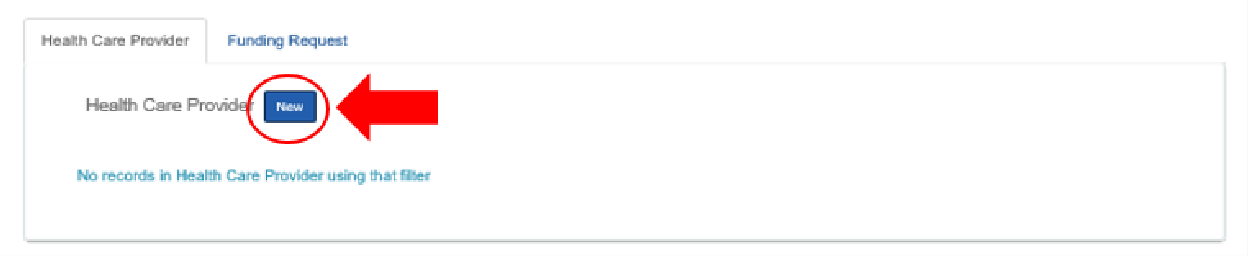 Health Care Provider Funding Request
Health Care Provider New
No records in Health Care Provider using that filter